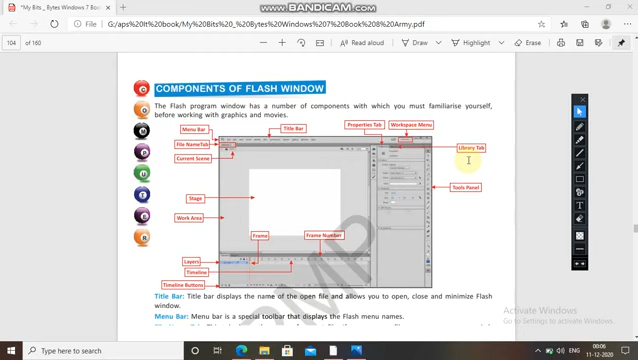 WWW.BANDICAM.COM
*My Bits _ Bytes Windows 7 Book
File
G:/aps%20It%20book/My%20Bits%20_%20Bytes%20Windows%207%20Book%208%20Army.pdf
104 of 160
Read aloud
Draw
Highlight
Erase
COMPONENTS OF FLASH WINDOW
The Flash program window has a number of components with which you must familiarise yourself,
before working with graphics and movies.
Menu Bar
Title Bar
Properties Tab
Workspace Menu
File NameTab
Library Tab
Current Scene
Tools Panel
Stage
Work Area
Frame
Frame Number
Layers
Timeline
Timeline Buttons
COMP
Title Bar: Title bar displays the name of the open file and allows you to open, close and minimize Flash
window.
Menu Bar: Menu bar is a special toolbar that displays the Flash menu names.
Activate Windows
Go to Settings to activate Windows.
COMPUTER
Type here to search
ENG
00:06
11-12-2020